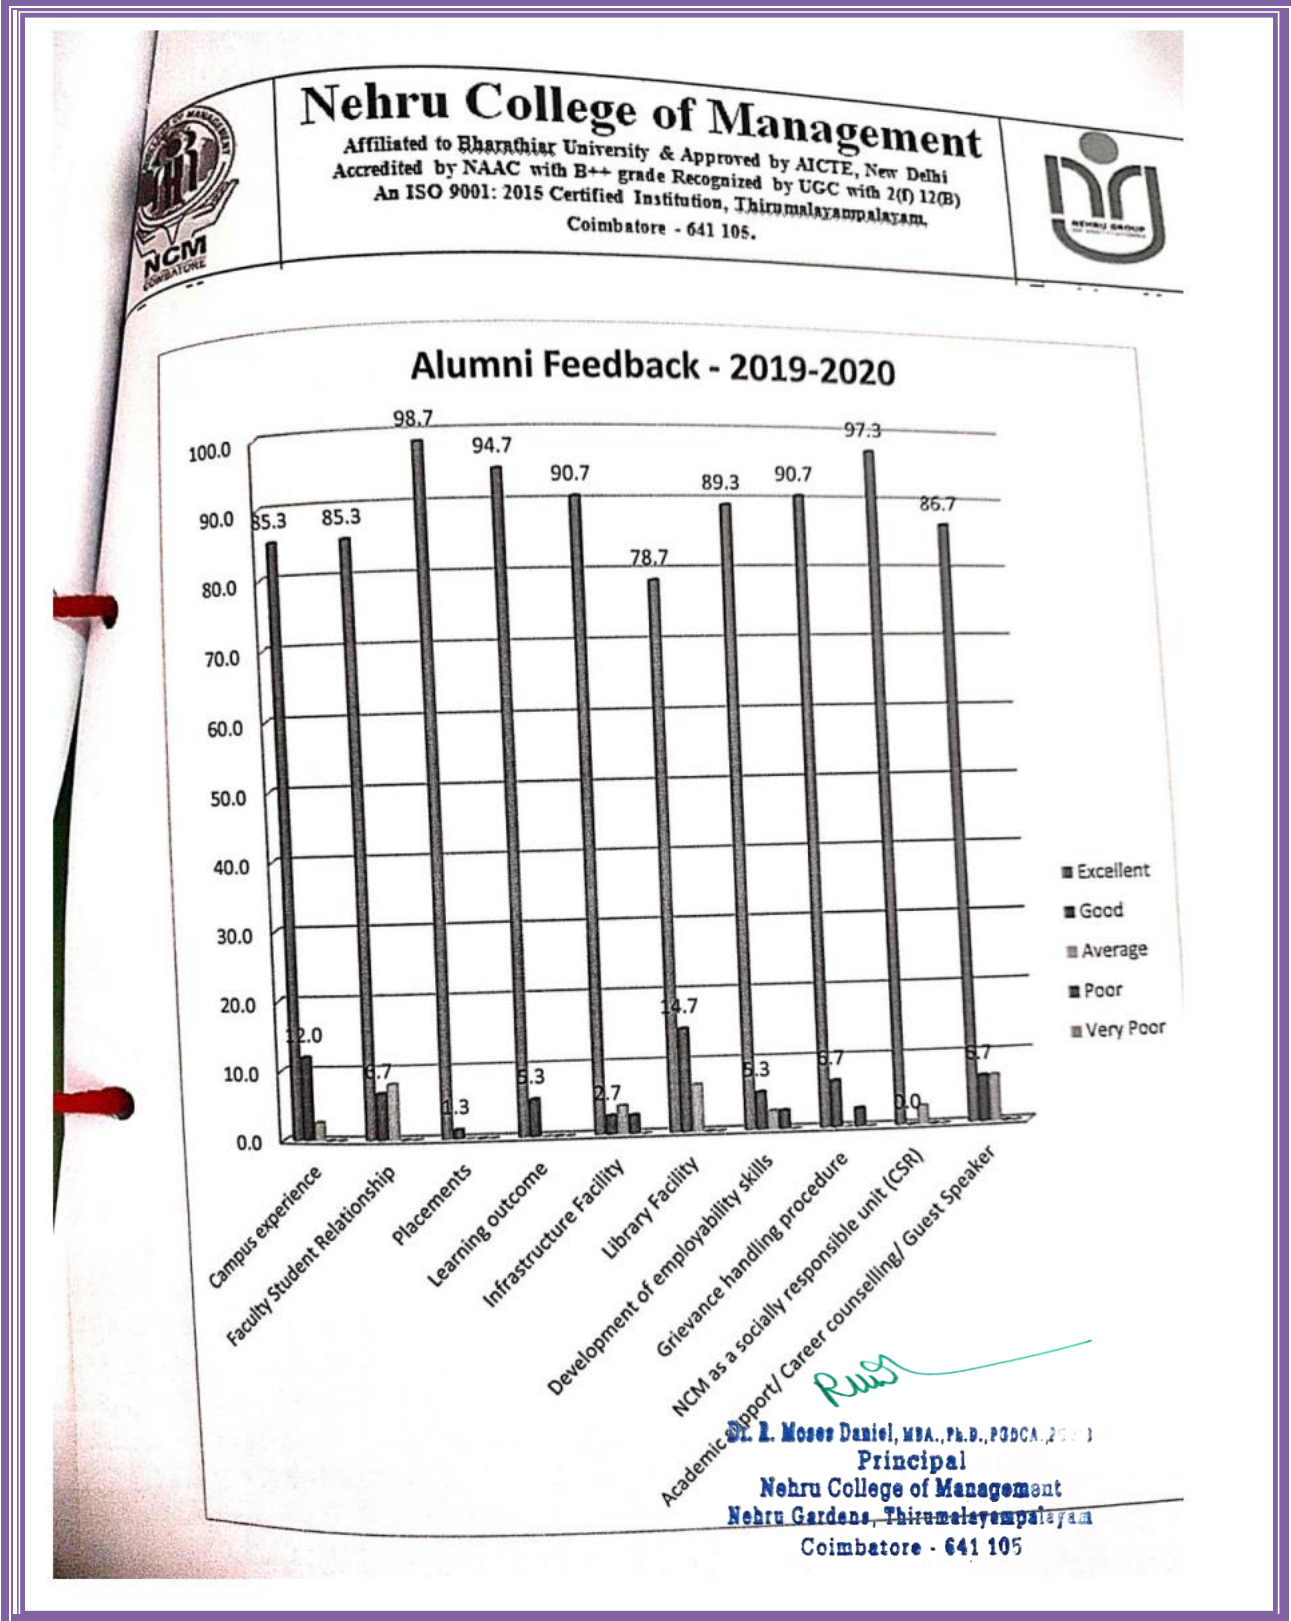 Nehru College of Management
Affiliated to Bharathiar University & Approved by AICTE, New Delhi
Accredited by NAAC with B++ grade Recognized by UGC with 2(f) 12(B)
An ISO 9001: 2015 Certified Institution, Thirumalayampalayam,
Coimbatore - 641 105.
NCM
COIMBATORE
NEHRU GROUP
Alumni Feedback - 2019-2020
100.0
90.0
80.0
70.0
60.0
50.0
40.0
30.0
20.0
10.0
0.0
85.3
85.3
98.7
94.7
90.7
78.7
89.3
90.7
97.3
86.7
12.0
6.7
1.3
5.3
2.7
14.7
5.3
6.7
0.0
6.7
Excellent
Good
Average
Poor
Very Poor
Campus experience
Faculty Student Relationship
Placements
Learning outcome
Infrastructure Facility
Library Facility
Development of employability skills
Grievance handling procedure
NCM as a socially responsible unit (CSR)
Academic Support/ Career counselling/ Guest Speaker
Dr. R. Moses Daniel, MBA., Ph.D., PGDCA.,
Principal
Nehru College of Management
Nehru Gardens, Thirumalayampalayam
Coimbatore - 641 105